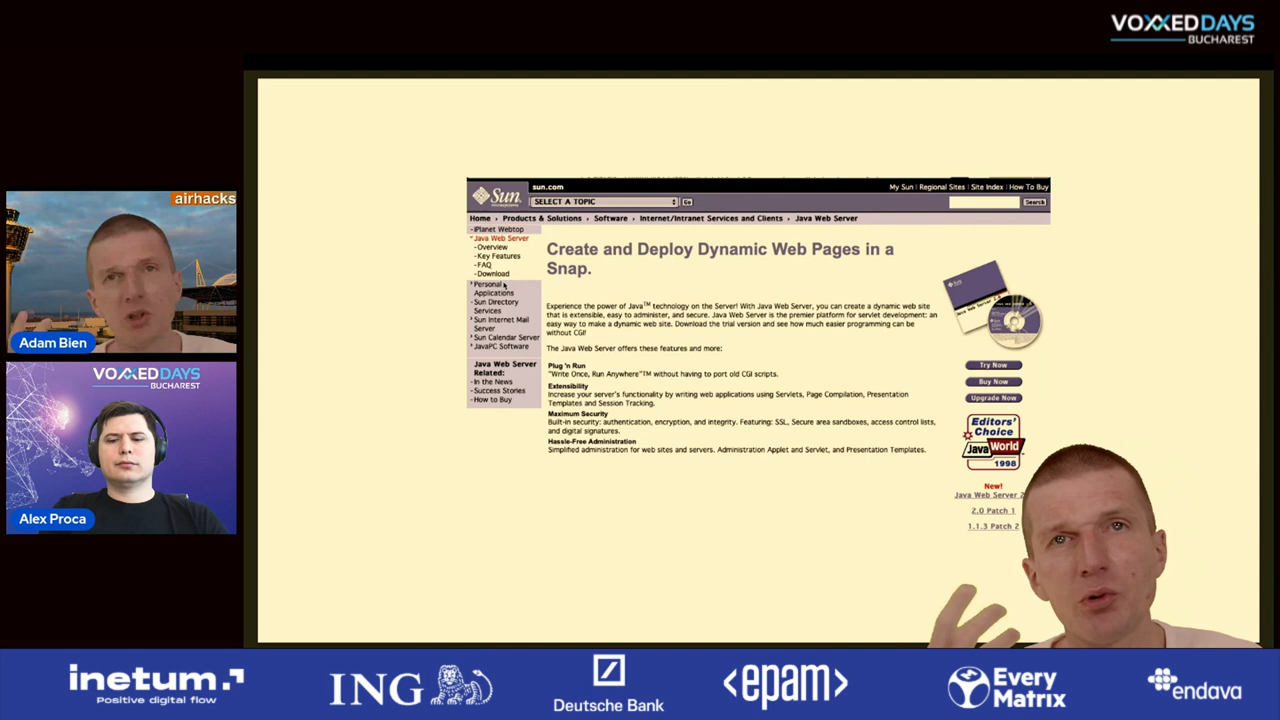 VOXXEDDAYS
BUCHAREST
airhacks
Adam Bien
VOXXEDDAYS
BUCHAREST
Alex Proca
Sun
microsystems
sun.com
My Sun | Regional Sites | Site Index | How To Buy
SELECT A TOPIC
Go
Search
Home › Products & Solutions › Software › Internet/Intranet Services and Clients › Java Web Server
-iPlanet Webtop
Java Web Server
-Overview
-Key Features
-FAQ
-Download
Personal
Applications
-Sun Directory
Services
Sun Internet Mail
Server
Sun Calendar Server
JavaPC Software
Java Web Server
Related:
-In the News
-Success Stories
-How to Buy
Create and Deploy Dynamic Web Pages in a
Snap.
Experience the power of Java™ technology on the Server! With Java Web Server, you can create a dynamic web site
that is extensible, easy to administer, and secure. Java Web Server is the premier platform for servlet development: an
easy way to make a dynamic web site. Download the trial version and see how much easier programming can be
without CGI!
The Java Web Server offers these features and more:
Plug 'n Run
"Write Once, Run Anywhere"™ without having to port old CGI scripts.
Extensibility
Increase your server's functionality by writing web applications using Servlets, Page Compilation, Presentation
Templates and Session Tracking.
Maximum Security
Built-in security: authentication, encryption, and integrity. Featuring: SSL, Secure area sandboxes, access control lists,
and digital signatures.
Hassle-Free Administration
Simplified administration for web sites and servers. Administration Applet and Servlet, and Presentation Templates.
Try Now
Buy Now
Upgrade Now
Editors'
Choice
JavaWorld
1998
New!
Java Web Server 2
2.0 Patch 1
1.1.3 Patch 2
inetum.
Positive digital flow
ING
Deutsche Bank
<epam>
Every
Matrix
endava